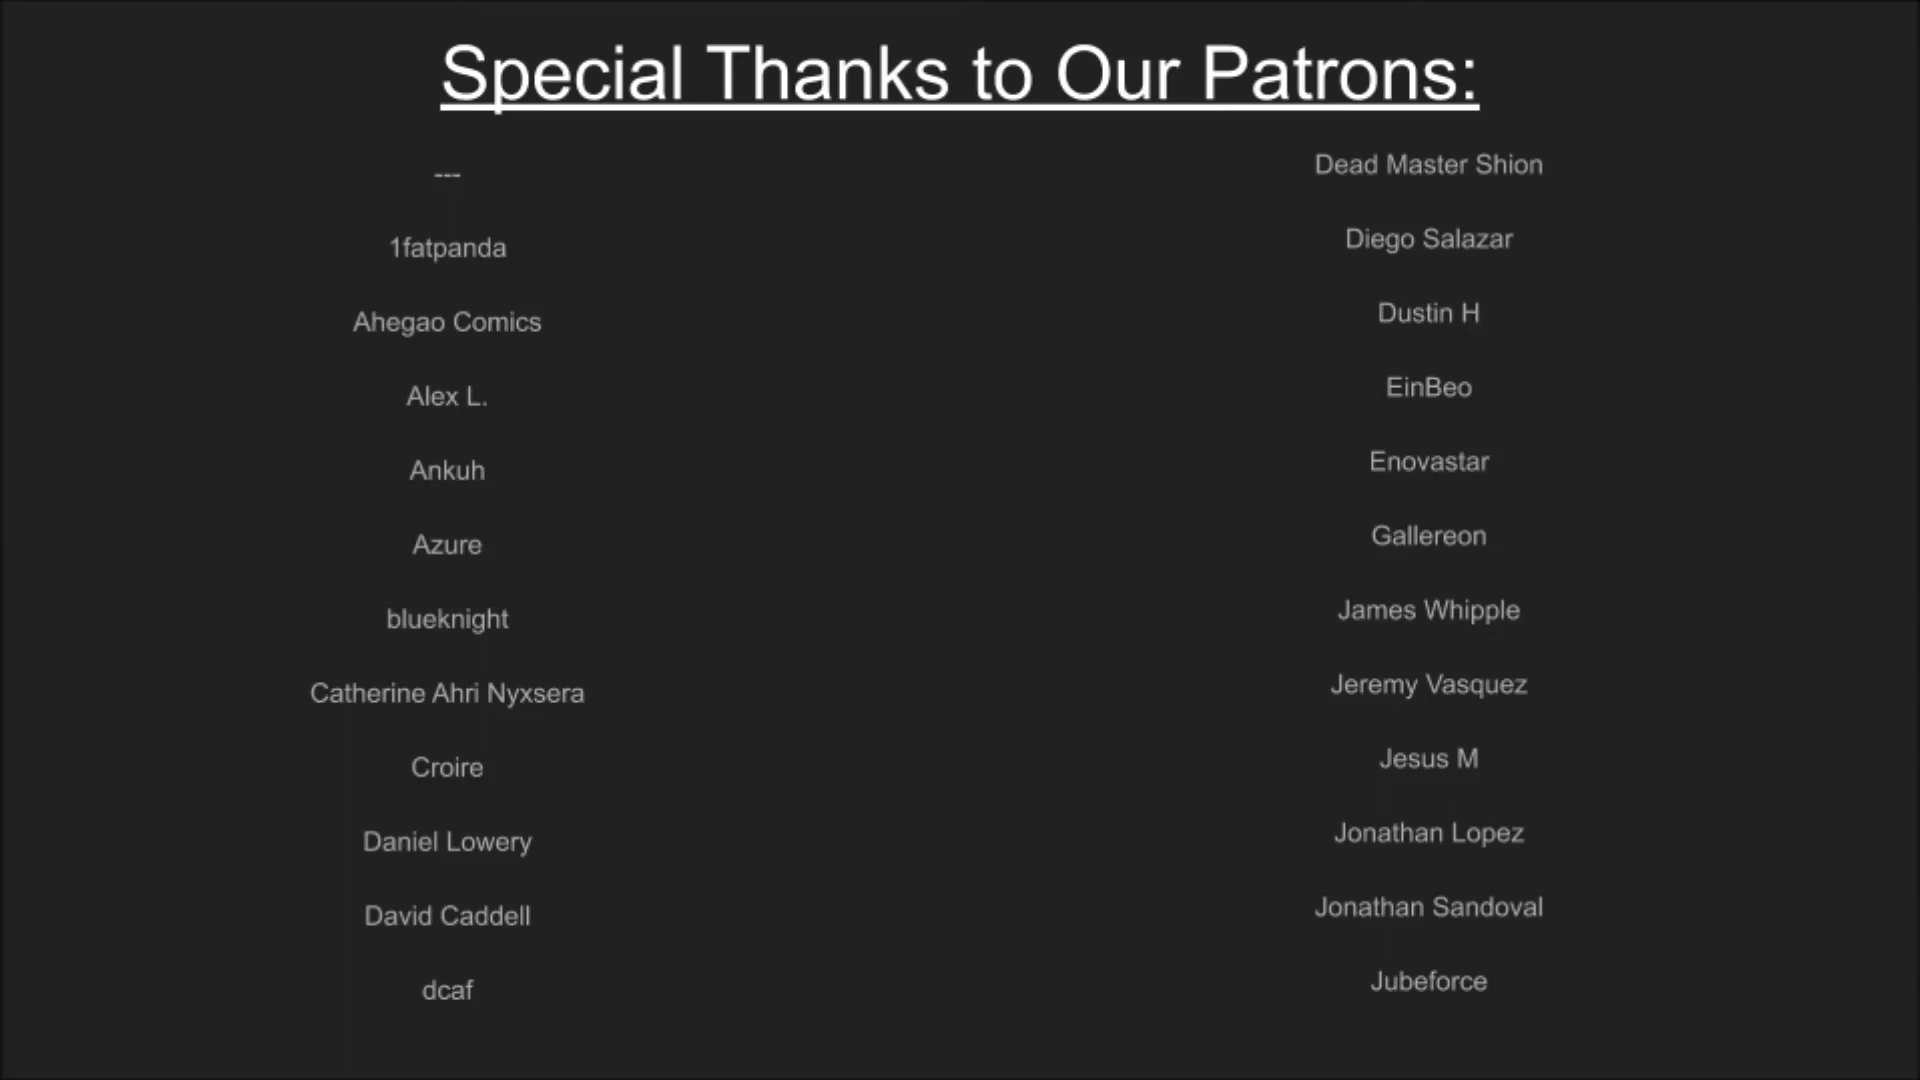 Special Thanks to Our Patrons:
---
1fatpanda
Ahegao Comics
Alex L.
Ankuh
Azure
blueknight
Catherine Ahri Nyxsera
Croire
Daniel Lowery
David Caddell
dcaf
Dead Master Shion
Diego Salazar
Dustin H
EinBeo
Enovastar
Gallereon
James Whipple
Jeremy Vasquez
Jesus M
Jonathan Lopez
Jonathan Sandoval
Jubeforce